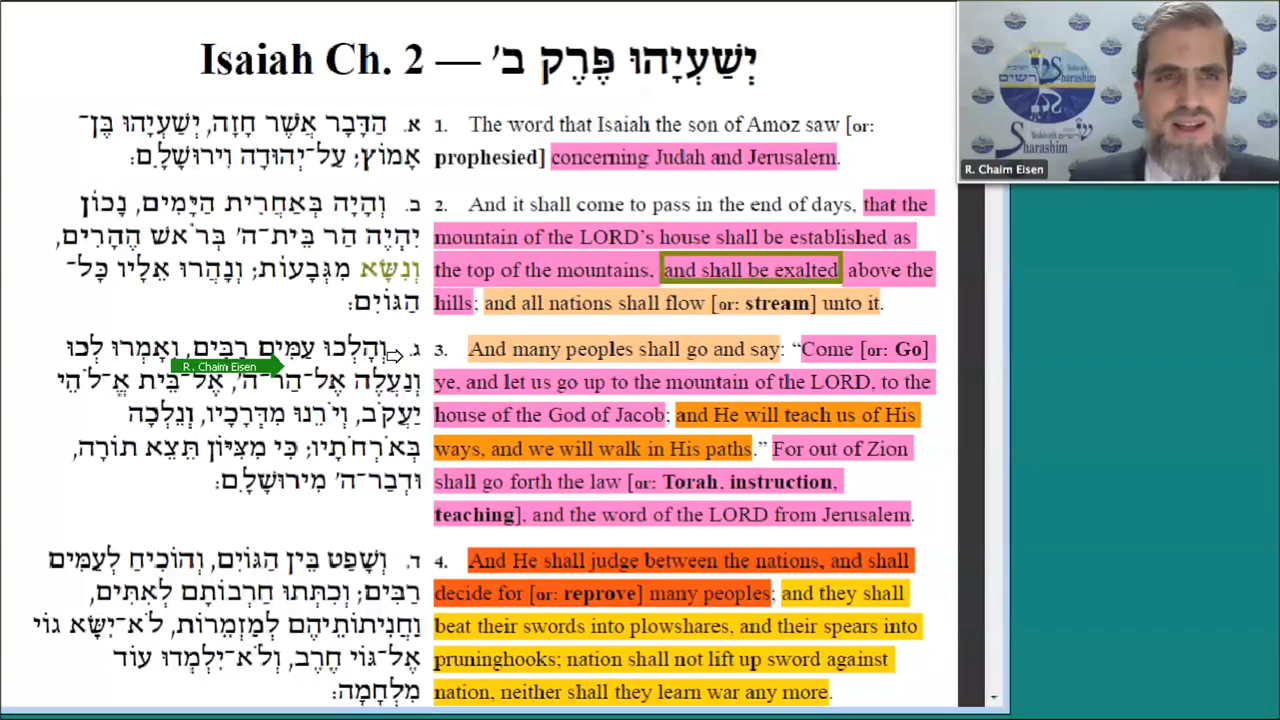 Isaiah Ch. 2 — יְשַׁעְיָהוּ פֶּרֶק ב'
א. הַדָּבָר אֲשֶׁר חָזָה, יְשַׁעְיָהוּ בֶּן־
אָמוֹץ; עַל־יְהוּדָה וִירוּשָׁלָ͏ִם:
1. The word that Isaiah the son of Amoz saw [or:
prophesied] concerning Judah and Jerusalem.
ב. וְהָיָה בְּאַחֲרִית הַיָּמִים, נָכוֹן
יִהְיֶה הַר בֵּית־ה' בְּרֹאשׁ הֶהָרִים,
וְנִשָּׂא מִגְּבָעוֹת; וְנָהֲרוּ אֵלָיו כָּל־
הַגּוֹיִם:
2. And it shall come to pass in the end of days, that the
mountain of the LORD’s house shall be established as
the top of the mountains, and shall be exalted above the
hills; and all nations shall flow [or: stream] unto it.
ג. וְהָלְכוּ עַמִּים רַבִּים, וְאָמְרוּ לְכוּ
וְנַעֲלֶה אֶל־הַר־ה', אֶל־בֵּית אֱ־לֹהֵי
יַעֲקֹב, וְיֹרֵנוּ מִדְּרָכָיו, וְנֵלְכָה
בְּאֹרְחֹתָיו; כִּי מִצִּיּוֹן תֵּצֵא תוֹרָה,
וּדְבַר־ה' מִירוּשָׁלָ͏ִם:
3. And many peoples shall go and say: “Come [or: Go]
ye, and let us go up to the mountain of the LORD, to the
house of the God of Jacob; and He will teach us of His
ways, and we will walk in His paths.” For out of Zion
shall go forth the law [or: Torah, instruction,
teaching], and the word of the LORD from Jerusalem.
ד. וְשָׁפַט בֵּין הַגּוֹיִם, וְהוֹכִיחַ לְעַמִּים
רַבִּים; וְכִתְּתוּ חַרְבוֹתָם לְאִתִּים,
וַחֲנִיתוֹתֵיהֶם לְמַזְמֵרוֹת, לֹא־יִשָּׂא גוֹי
אֶל־גּוֹי חֶרֶב, וְלֹא־יִלְמְדוּ עוֹד
מִלְחָמָה:
4. And He shall judge between the nations, and shall
decide for [or: reprove] many peoples; and they shall
beat their swords into plowshares, and their spears into
pruninghooks; nation shall not lift up sword against
nation, neither shall they learn war any more.
R. Chaim Eisen
Yeshivath
Sharashim
Yeshivath
Sharashim
R. Chaim Eisen